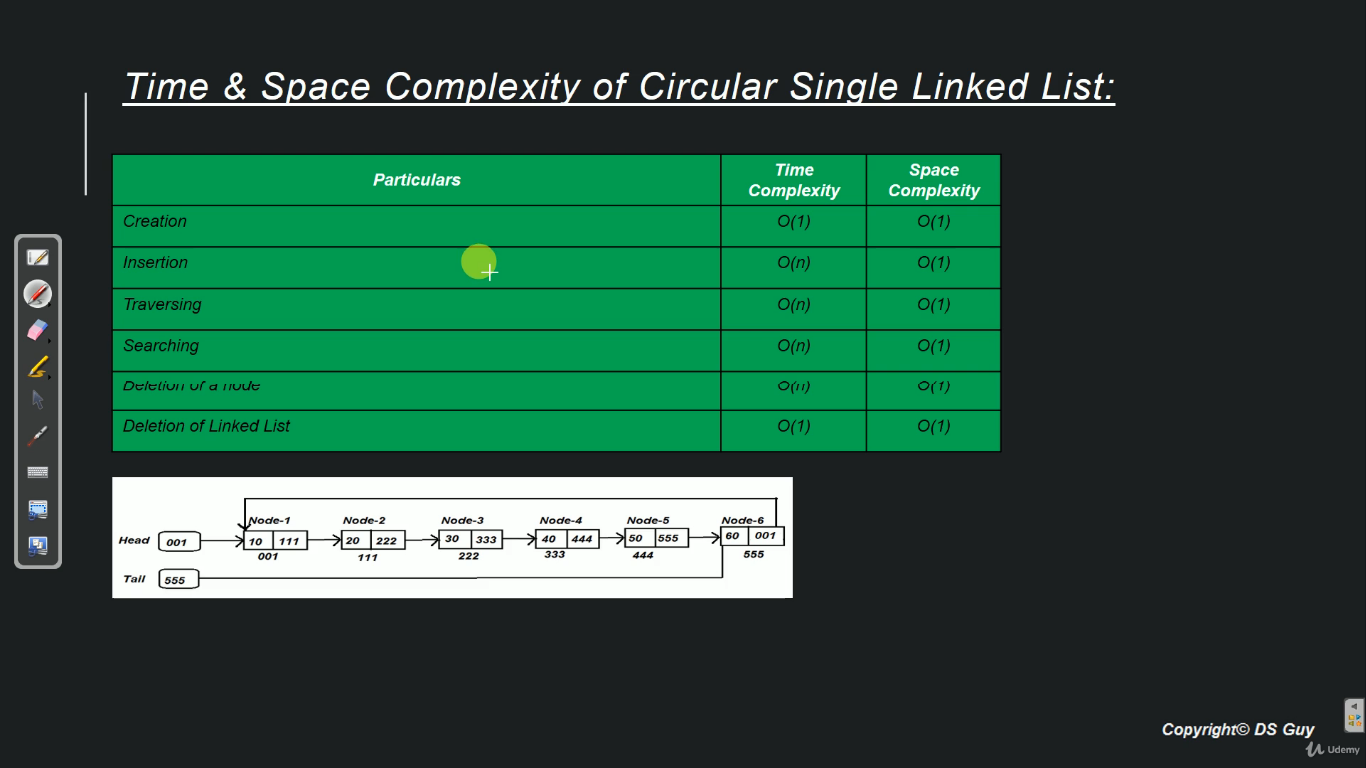 Time & Space Complexity of Circular Single Linked List:
Particulars Time Complexity Space Complexity
Creation O(1) O(1)
Insertion O(n) O(1)
Traversing O(n) O(1)
Searching O(n) O(1)
Deletion of a node O(n) O(1)
Deletion of Linked List O(1) O(1)
Node-1 Node-2 Node-3 Node-4 Node-5 Node-6
Head 001 10 111 20 222 30 333 40 444 50 555 60 001
001 111 222 333 444 555
Tail 555
Copyright© DS Guy
Udemy